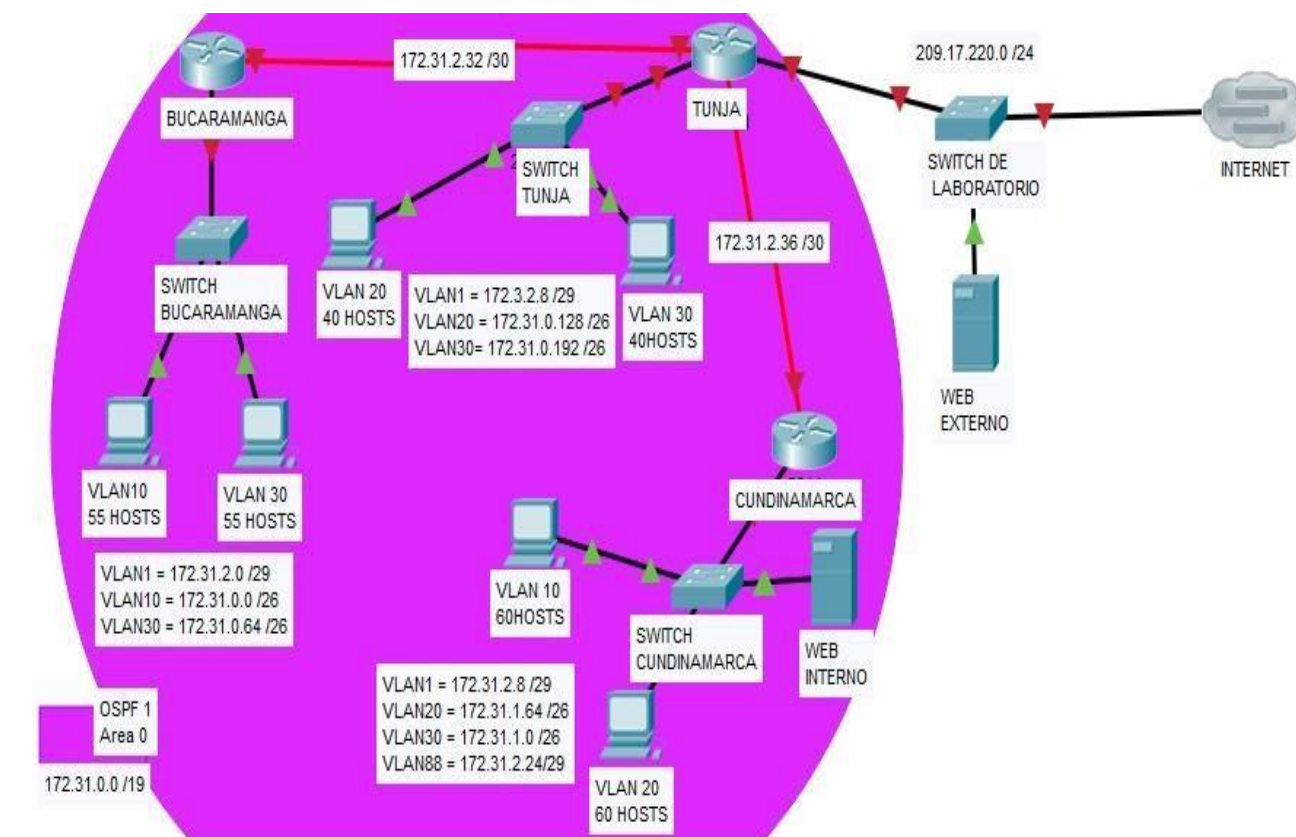 172.31.2.32 /30
209.17.220.0 /24
BUCARAMANGA
TUNJA
SWITCH
TUNJA
SWITCH DE
LABORATORIO
INTERNET
172.31.2.36 /30
SWITCH
BUCARAMANGA
VLAN 20
40 HOSTS
VLAN1 = 172.3.2.8 /29
VLAN20 = 172.31.0.128 /26
VLAN30= 172.31.0.192 /26
VLAN 30
40HOSTS
WEB
EXTERNO
VLAN10
55 HOSTS
VLAN 30
55 HOSTS
CUNDINAMARCA
VLAN1 = 172.31.2.0 /29
VLAN10 = 172.31.0.0 /26
VLAN30 = 172.31.0.64 /26
VLAN 10
60HOSTS
SWITCH
CUNDINAMARCA
WEB
INTERNO
VLAN1 = 172.31.2.8 /29
VLAN20 = 172.31.1.64 /26
VLAN30 = 172.31.1.0 /26
VLAN88 = 172.31.2.24/29
OSPF 1
Area 0
172.31.0.0 /19
VLAN 20
60 HOSTS